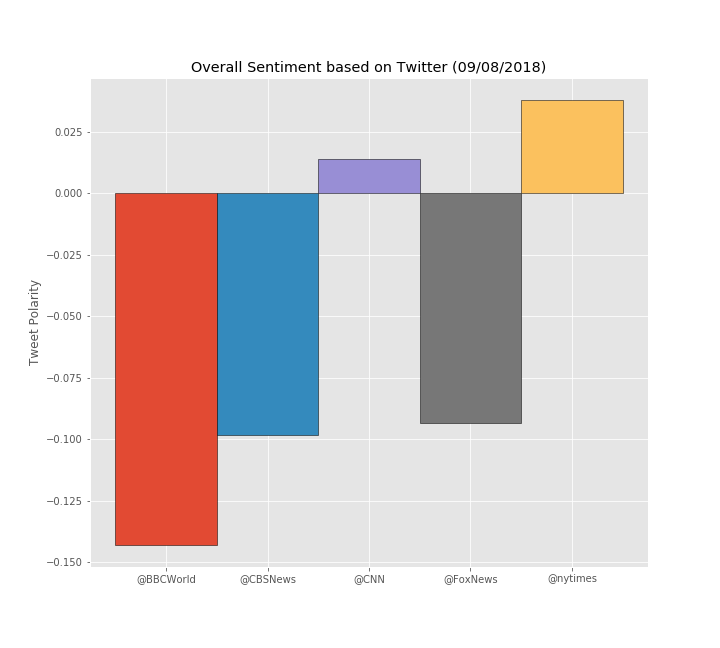 Overall Sentiment based on Twitter (09/08/2018)
0.025
0.000
−0.025
−0.050
−0.075
−0.100
−0.125
−0.150
Tweet Polarity
@BBCWorld @CBSNews @CNN @FoxNews @nytimes